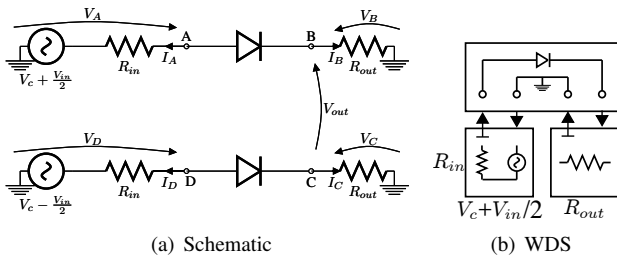 V_A
V_B
A
B
I_A
I_B
R_in
R_out
V_c + V_in/2
V_out
V_D
V_C
D
C
I_D
I_C
R_in
R_out
V_c − V_in/2
(a) Schematic
R_in
V_c+V_in/2
R_out
(b) WDS